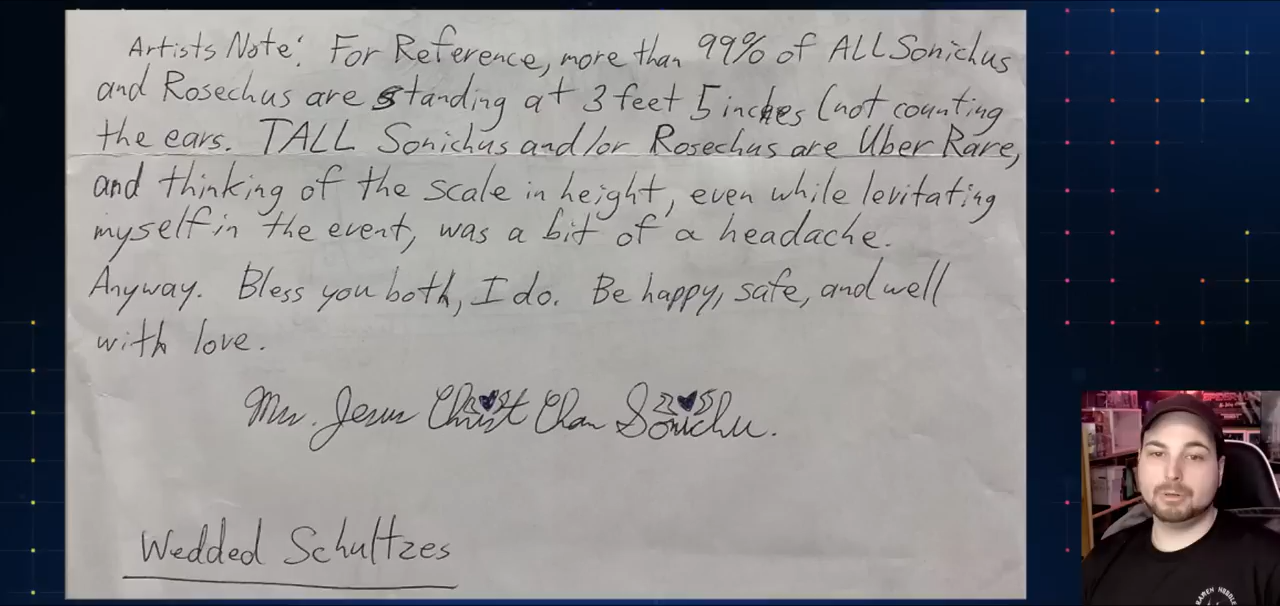 Artists Note: For Reference, more than 99% of ALL Sonichus
and Rosechus are standing at 3 feet 5 inches (not counting
the ears. TALL Sonichus and/or Rosechus are Uber Rare,
and thinking of the scale in height, even while levitating
myself in the event, was a bit of a headache.
Anyway. Bless you both, I do. Be happy, safe, and well
with love.
Mrs. Jesus Christ Chan Sonichu.
Wedded Schultzes